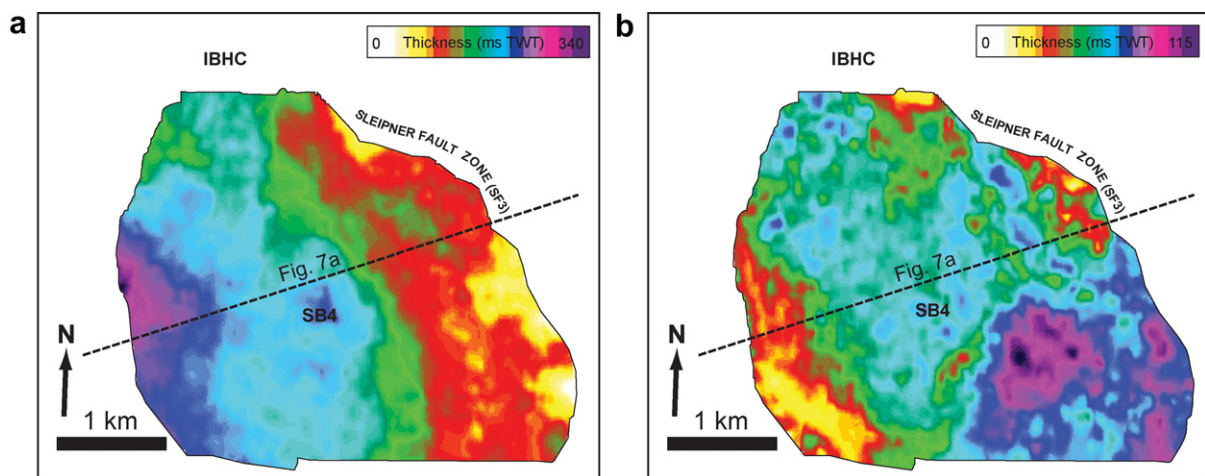 a
0 Thickness (ms TWT) 340
IBHC
SLEIPNER FAULT ZONE (SF3)
Fig. 7a
SB4
N
1 km
b
0 Thickness (ms TWT) 115
IBHC
SLEIPNER FAULT ZONE (SF3)
Fig. 7a
SB4
N
1 km